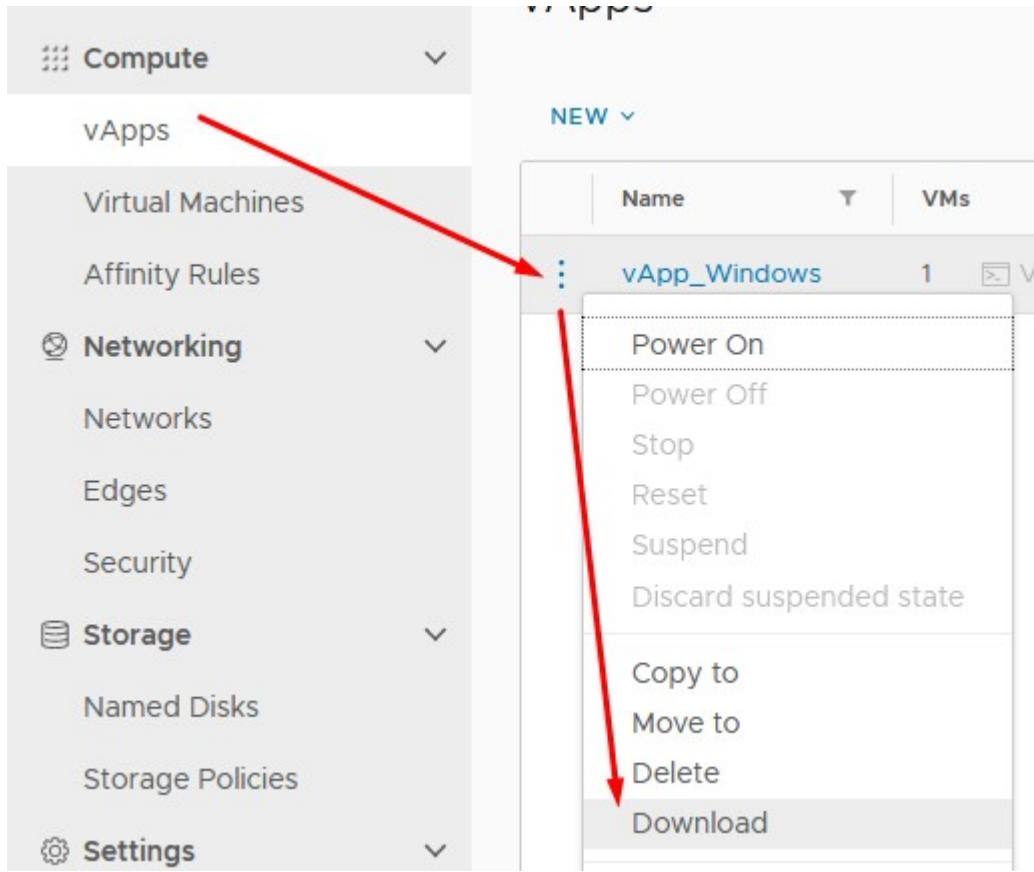 vApps
Compute
vApps
Virtual Machines
Affinity Rules
Networking
Networks
Edges
Security
Storage
Named Disks
Storage Policies
Settings
NEW
Name VMs
vApp_Windows 1 V
Power On
Power Off
Stop
Reset
Suspend
Discard suspended state
Copy to
Move to
Delete
Download